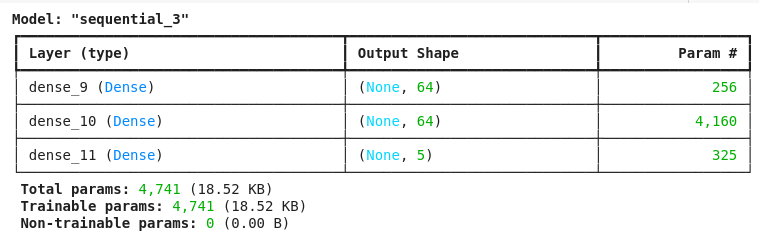 Model: "sequential_3"
Layer (type) Output Shape Param #
dense_9 (Dense) (None, 64) 256
dense_10 (Dense) (None, 64) 4,160
dense_11 (Dense) (None, 5) 325
Total params: 4,741 (18.52 KB)
Trainable params: 4,741 (18.52 KB)
Non-trainable params: 0 (0.00 B)